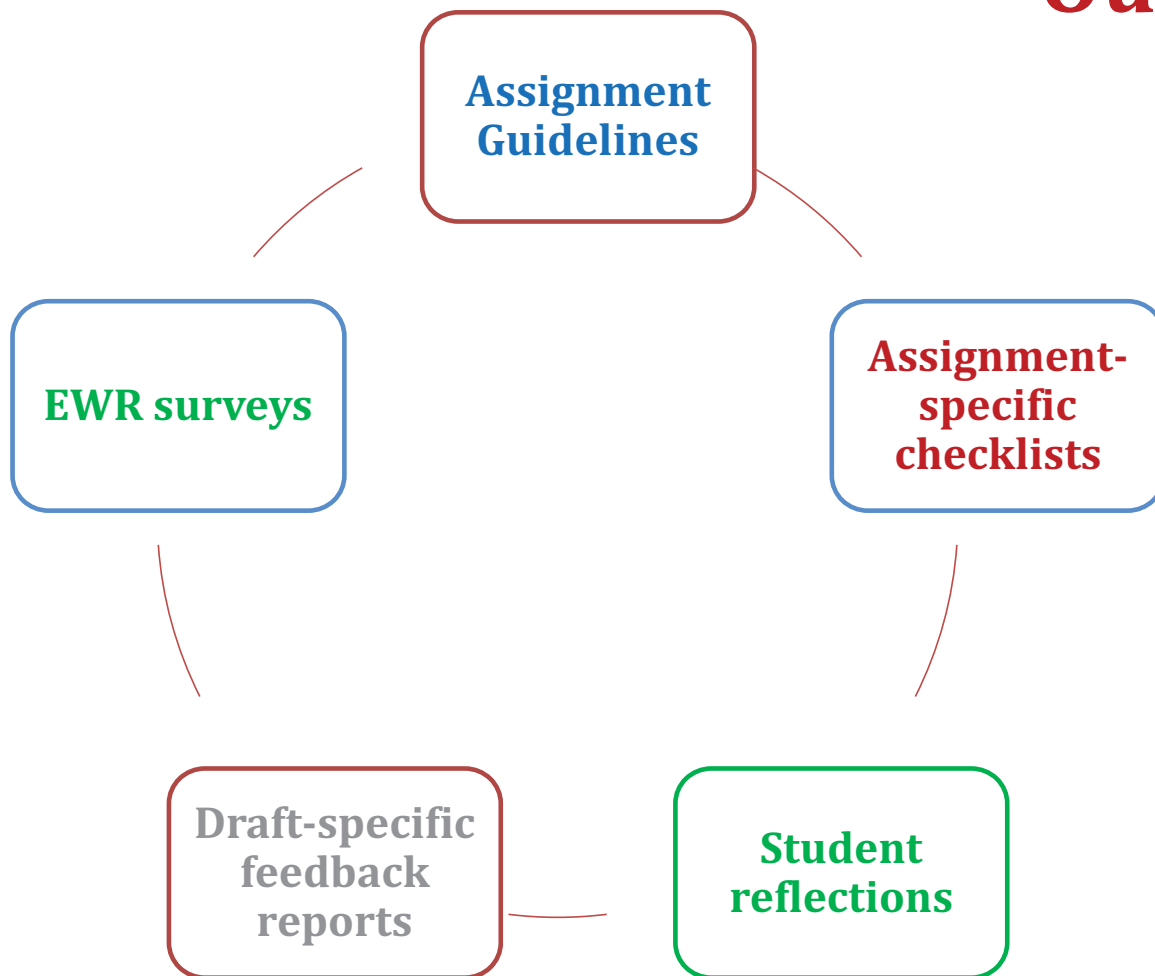 Assignment
Guidelines
EWR surveys
Assignment-
specific
checklists
Draft-specific
feedback
reports
Student
reflections